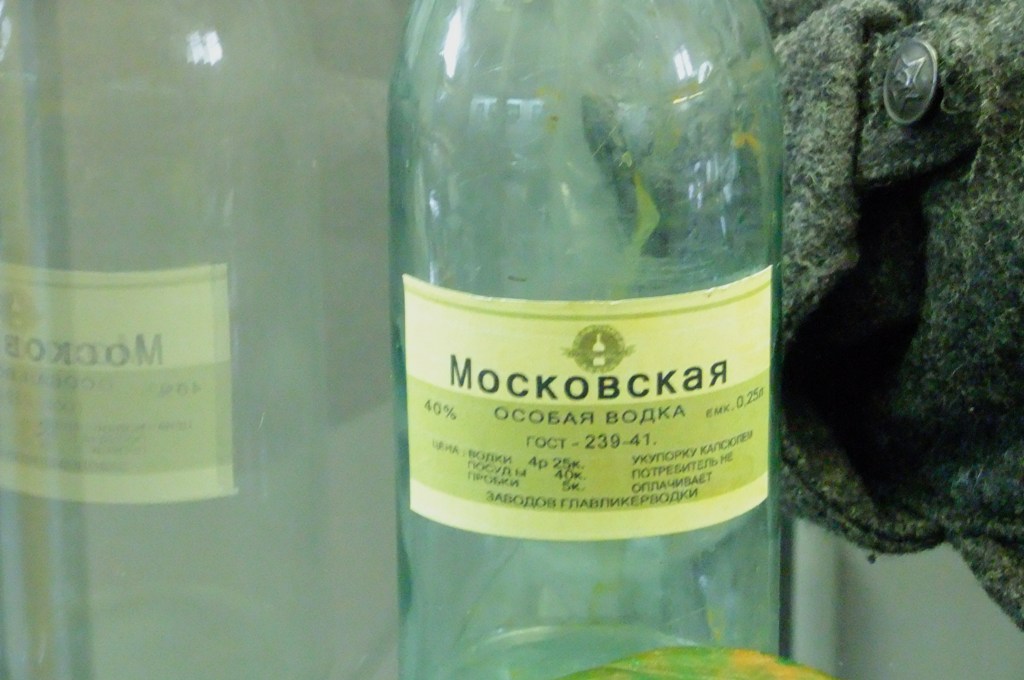 Московская
40% ОСОБАЯ ВОДКА емк. 0,25л
ГОСТ - 239-41.
ЦЕНА - ВОДКИ 4р 25к.
ПОСУДЫ 40к.
ПРОБКИ 5к.
УКУПОРКУ КАПСЮЛЕМ
ПОТРЕБИТЕЛЬ НЕ
ОПЛАЧИВАЕТ
ЗАВОДОВ ГЛАВЛИКЕРВОДКИ